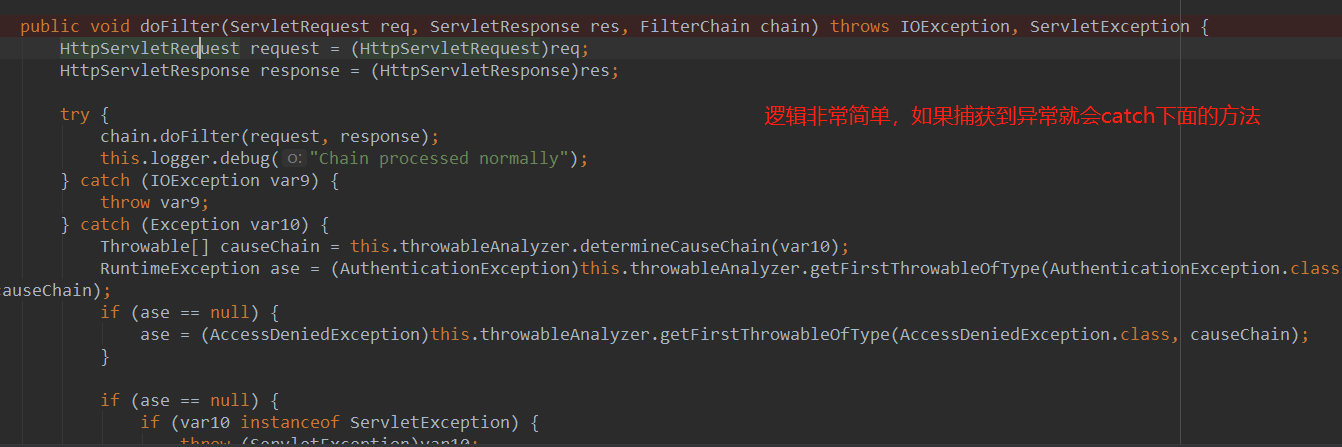 public void doFilter(ServletRequest req, ServletResponse res, FilterChain chain) throws IOException, ServletException {
HttpServletRequest request = (HttpServletRequest)req;
HttpServletResponse response = (HttpServletResponse)res;
try {
逻辑非常简单，如果捕获到异常就会catch下面的方法
chain.doFilter(request, response);
this.logger.debug( o: "Chain processed normally");
} catch (IOException var9) {
throw var9;
} catch (Exception var10) {
Throwable[] causeChain = this.throwableAnalyzer.determineCauseChain(var10);
RuntimeException ase = (AuthenticationException)this.throwableAnalyzer.getFirstThrowableOfType(AuthenticationException.class
causeChain);
if (ase == null) {
ase = (AccessDeniedException)this.throwableAnalyzer.getFirstThrowableOfType(AccessDeniedException.class, causeChain);
}
if (ase == null) {
if (var10 instanceof ServletException) {
throw (ServletException)var10;